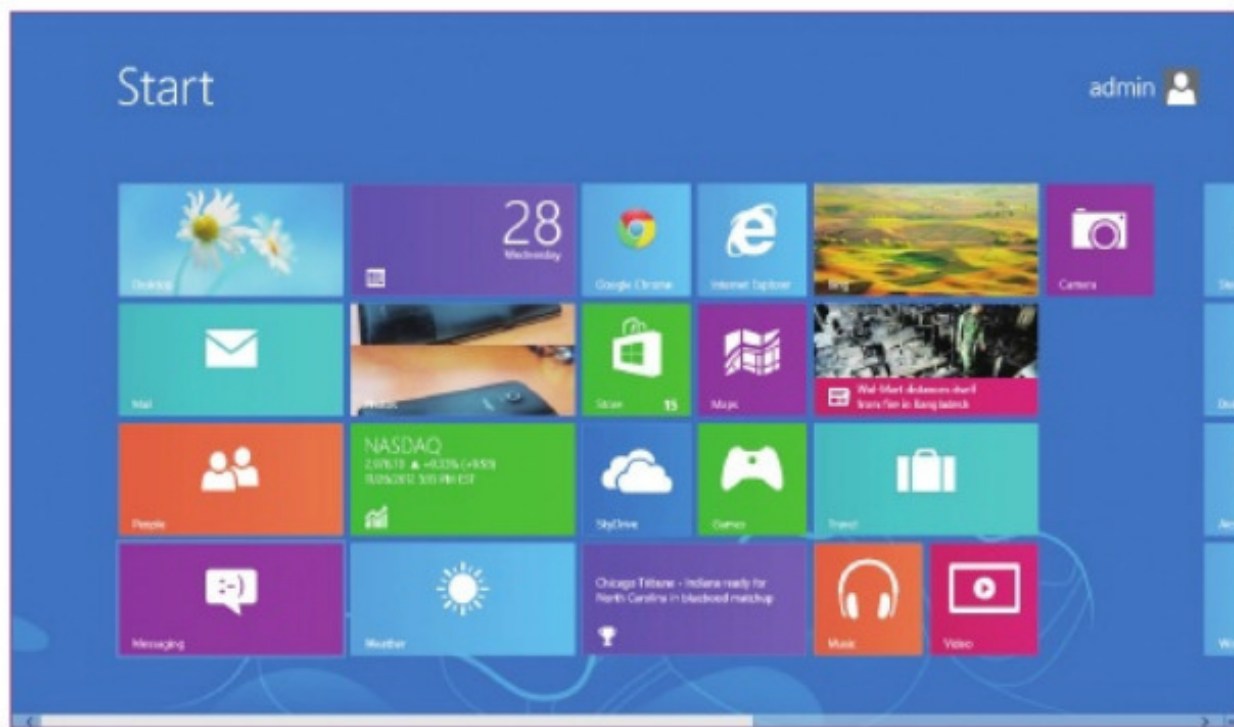 Start
admin
Desktop
28
Wednesday
Google Chrome
Internet Explorer
Bing
Camera
Mail
Photos
Store
15
Maps
Wal-Mart distances itself
from fire in Bangladesh
People
NASDAQ
SkyDrive
Games
Travel
Messaging
:-)
Weather
Chicago Tribune - Indiana ready for
North Carolina in blueblood matchup
Music
Video